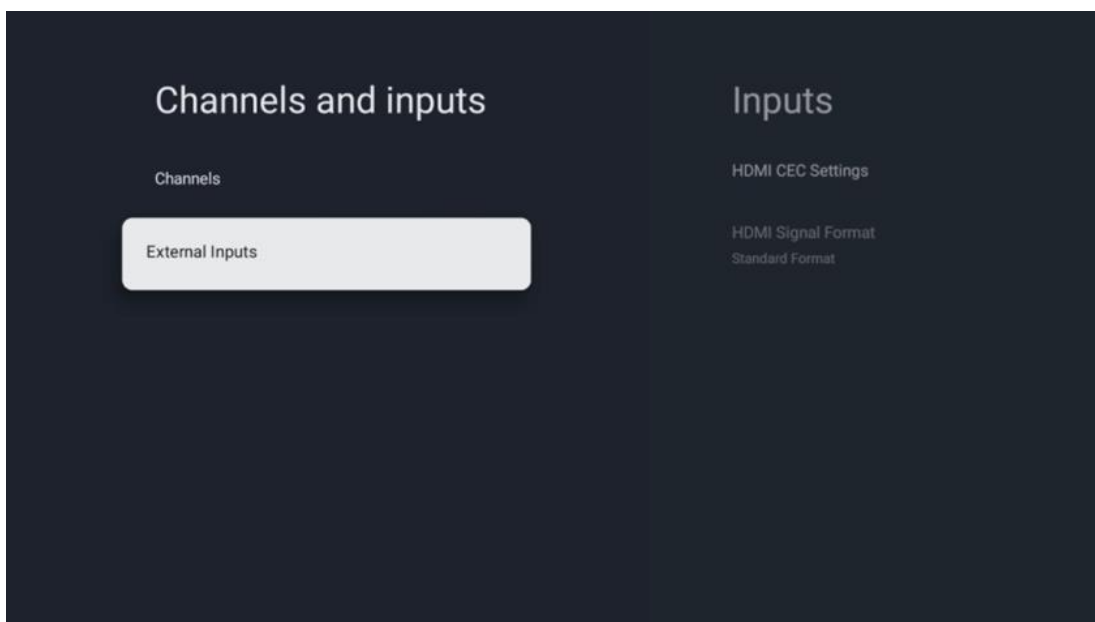 Channels and inputs
Channels
External Inputs
Inputs
HDMI CEC Settings
HDMI Signal Format
Standard Format